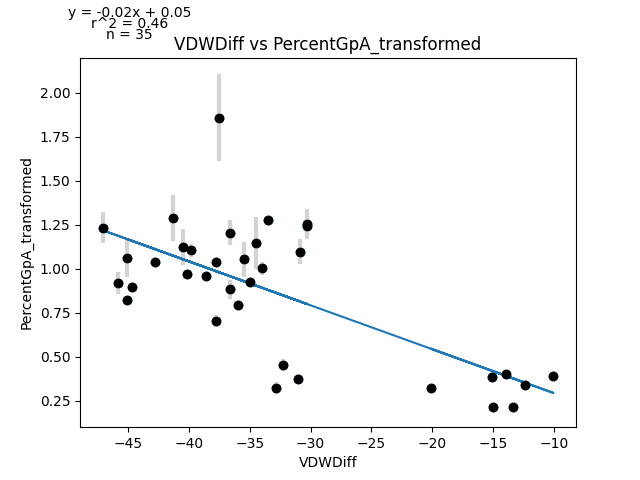 y = -0.02x + 0.05
r^2 = 0.46
n = 35
VDWDiff vs PercentGpA_transformed
2.00
1.75
1.50
1.25
1.00
0.75
0.50
0.25
PercentGpA_transformed
−45 −40 −35 −30 −25 −20 −15 −10
VDWDiff